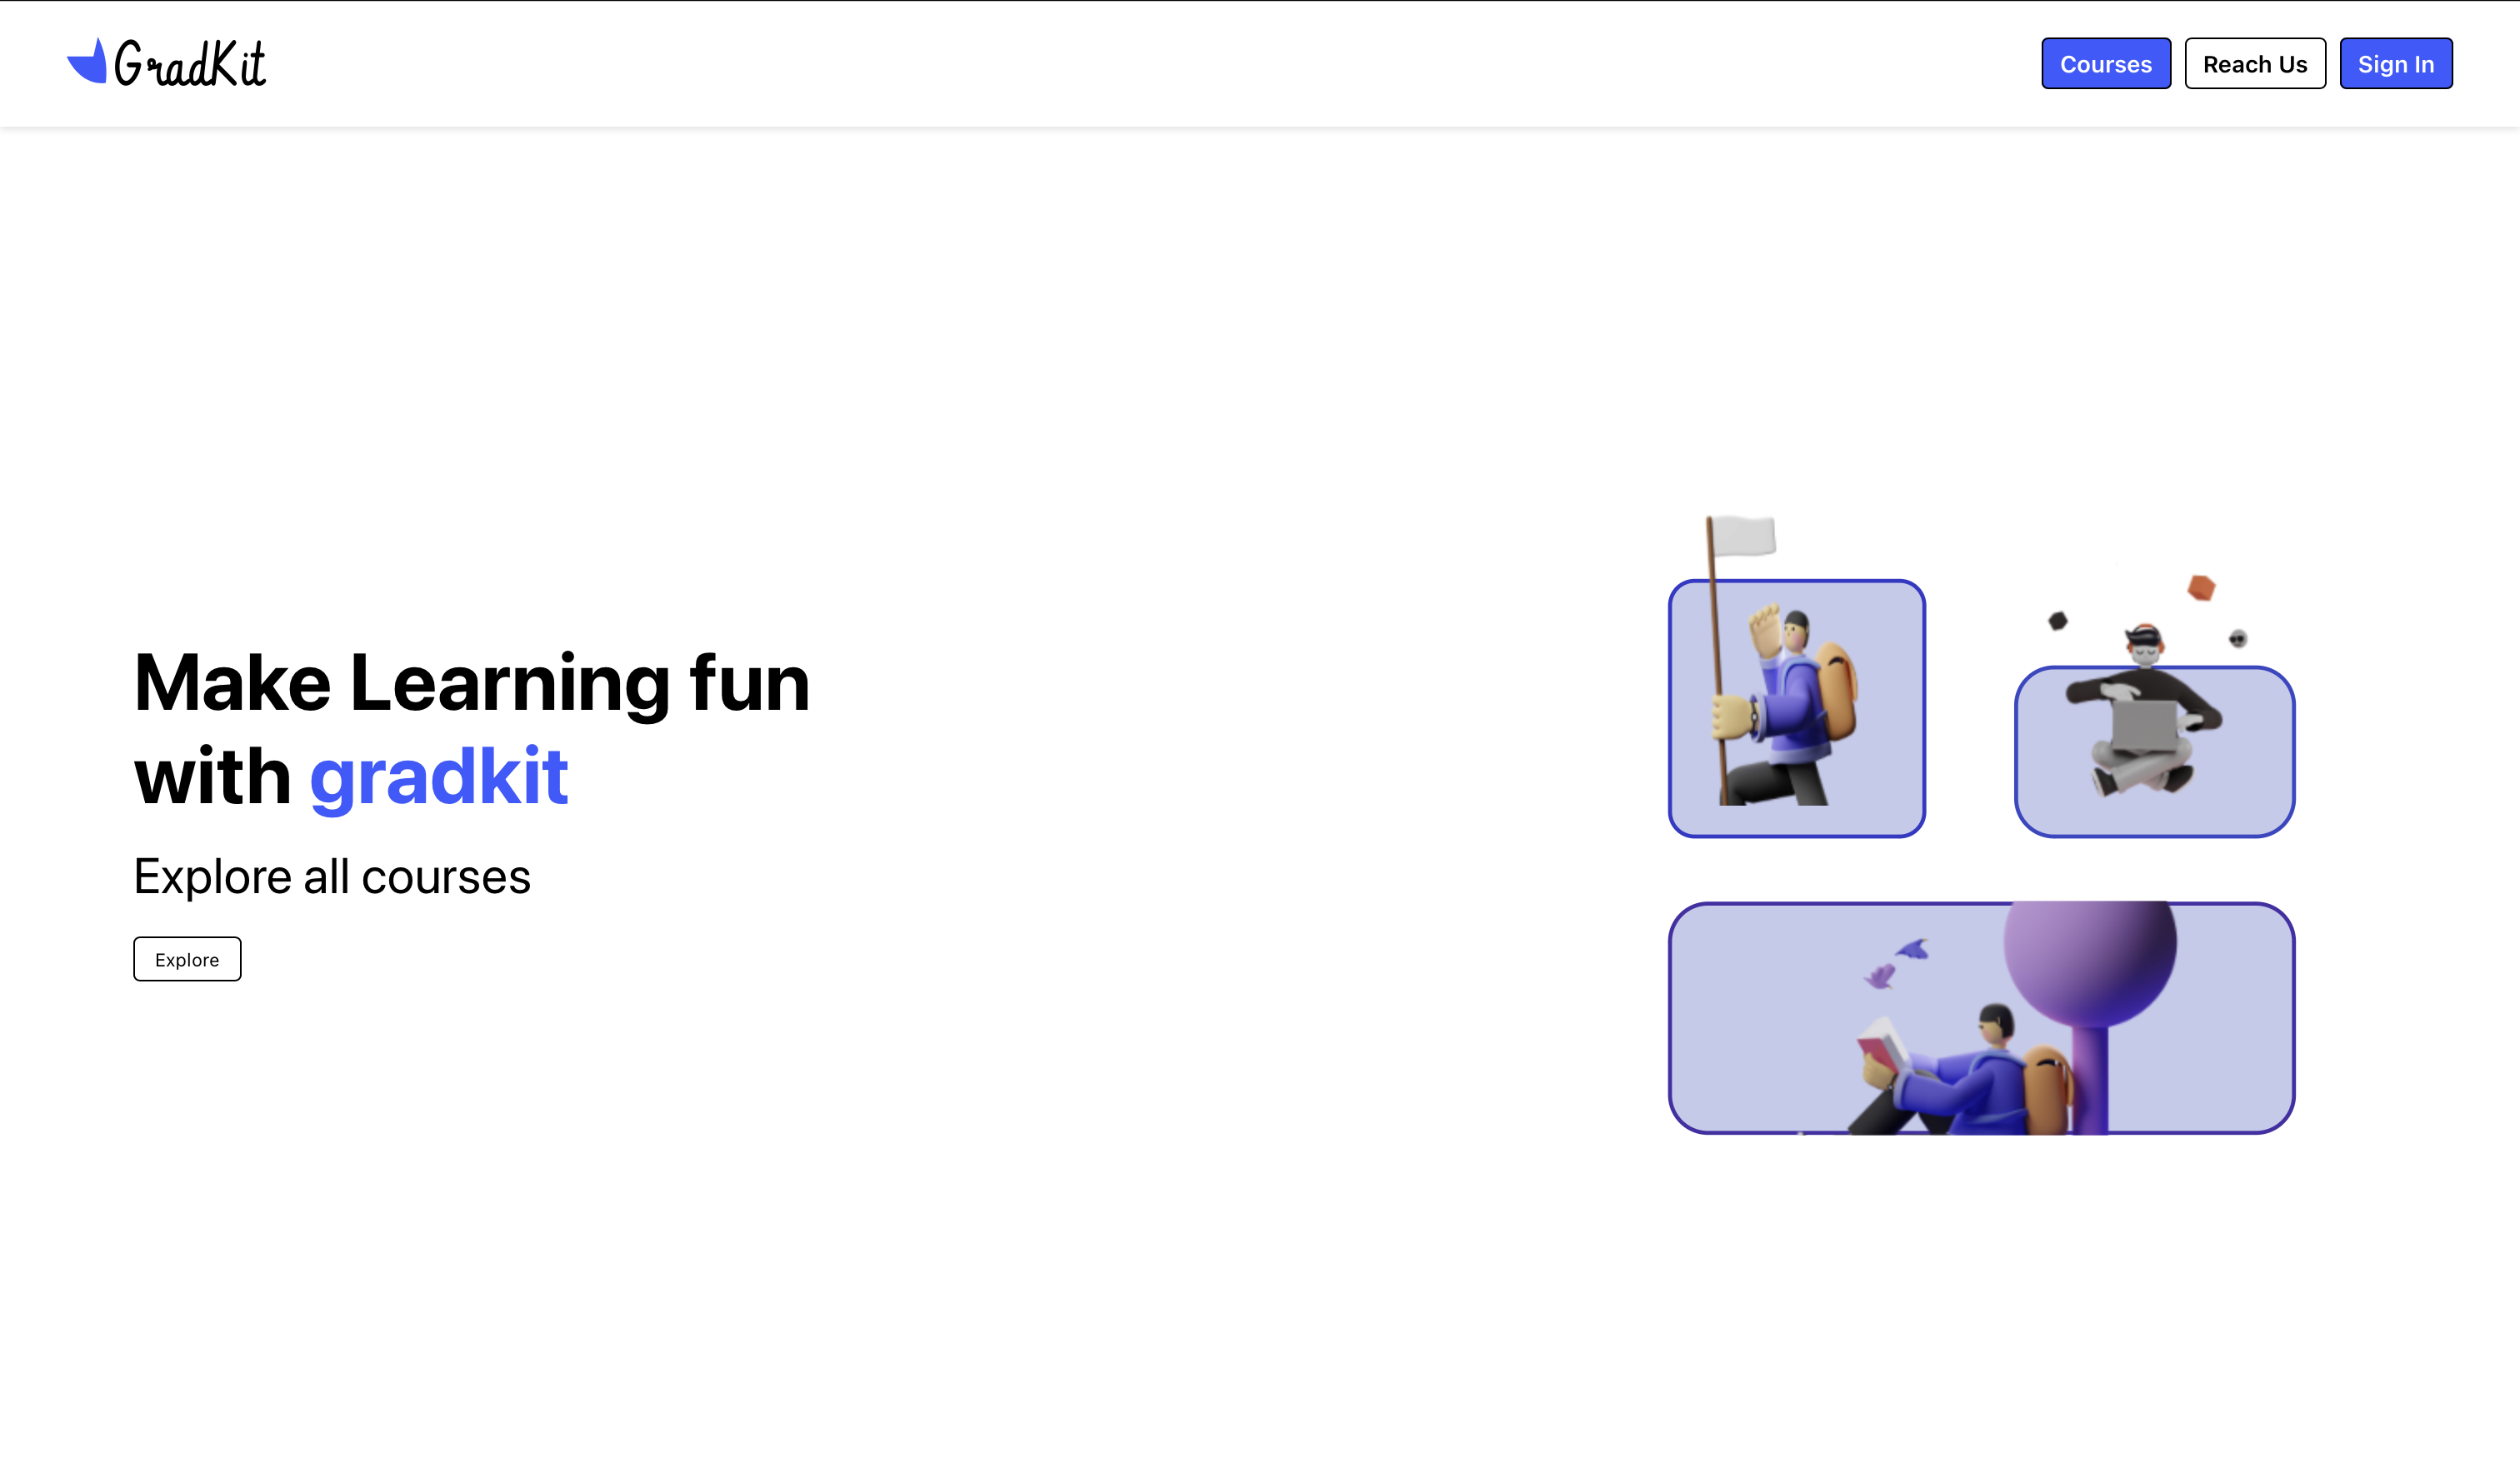 GradKit
Courses
Reach Us
Sign In
Make Learning fun
with gradkit
Explore all courses
Explore